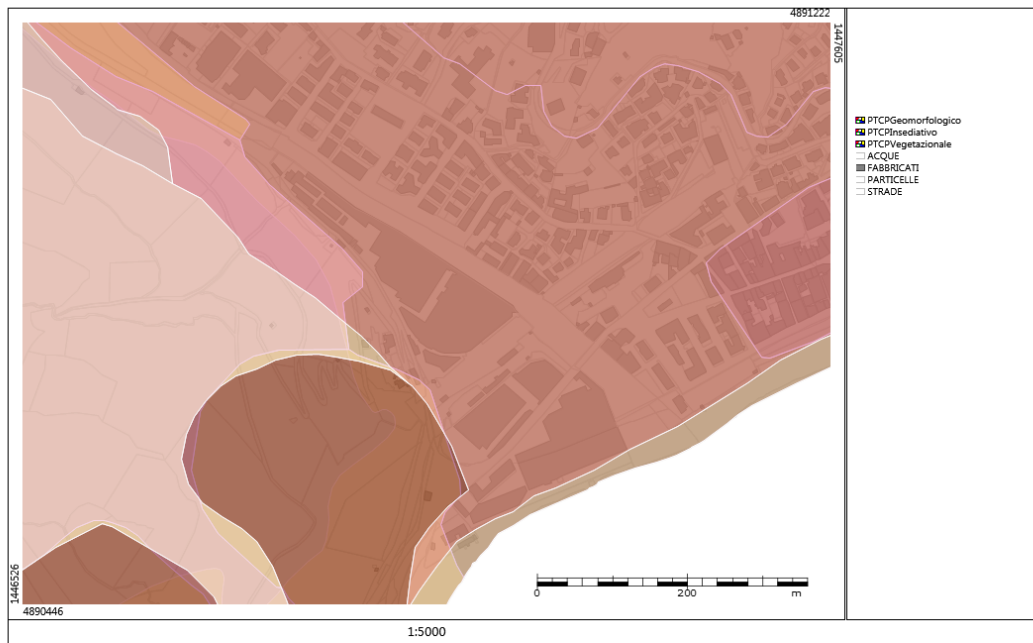 4891222
1447605
PTCPGeomorfologico
PTCPInsediativo
PTCPVegetazionale
ACQUE
FABBRICATI
PARTICELLE
STRADE
1446526
4890446
0
200
m
1:5000